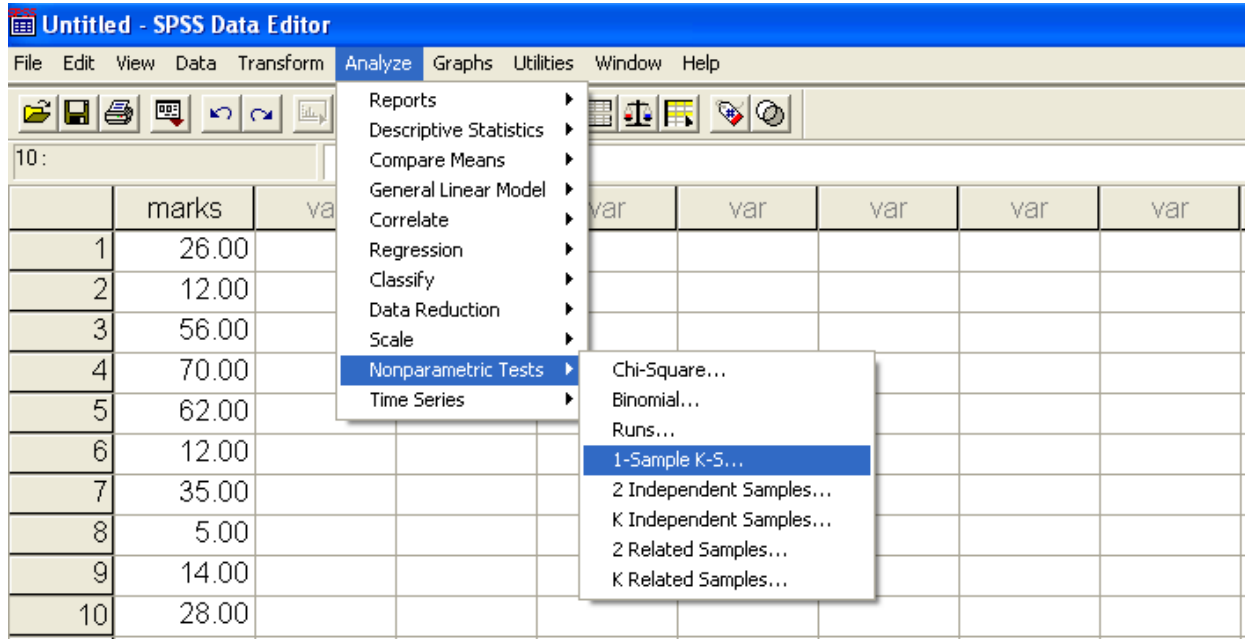 Untitled - SPSS Data Editor
File Edit View Data Transform Analyze Graphs Utilities Window Help
10 :
Reports
Descriptive Statistics
Compare Means
General Linear Model
Correlate
Regression
Classify
Data Reduction
Scale
Nonparametric Tests
Time Series
Chi-Square...
Binomial...
Runs...
1-Sample K-S...
2 Independent Samples...
K Independent Samples...
2 Related Samples...
K Related Samples...
marks va var var var var var
1 26.00
2 12.00
3 56.00
4 70.00
5 62.00
6 12.00
7 35.00
8 5.00
9 14.00
10 28.00